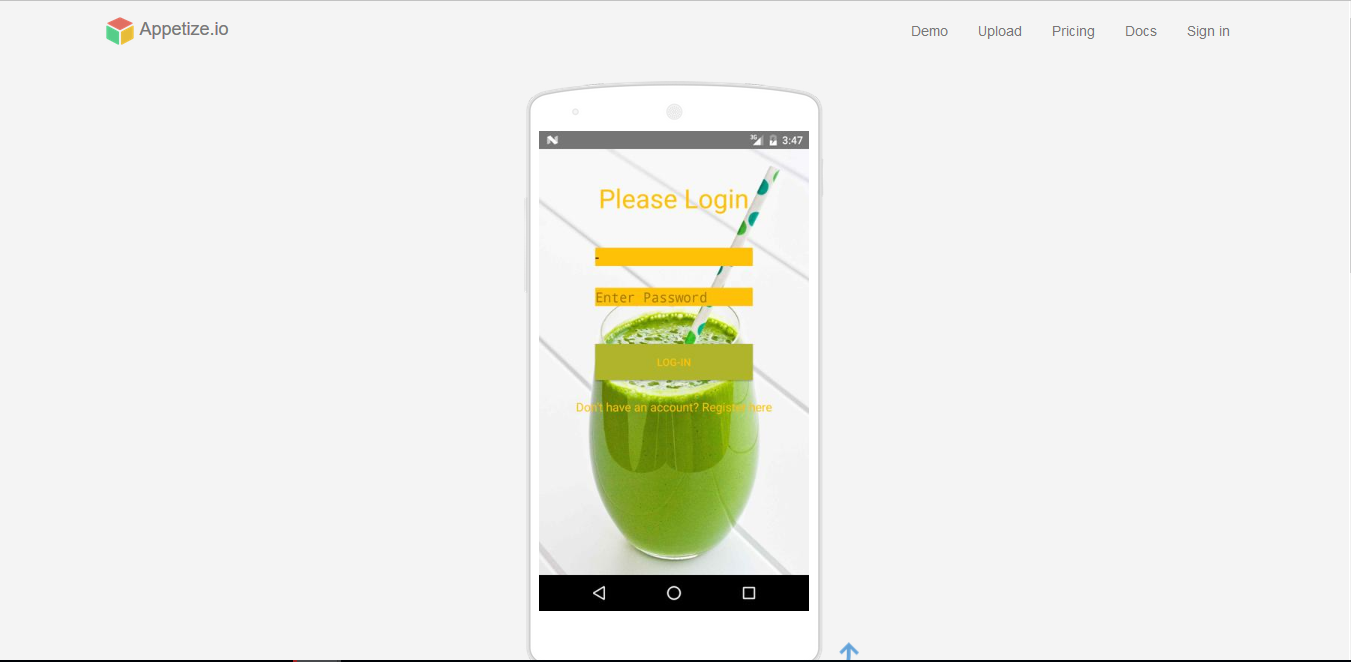 Appetize.io
Demo Upload Pricing Docs Sign in
3G 3:47
Please Login
-
Enter Password
LOG-IN
Don't have an account? Register here